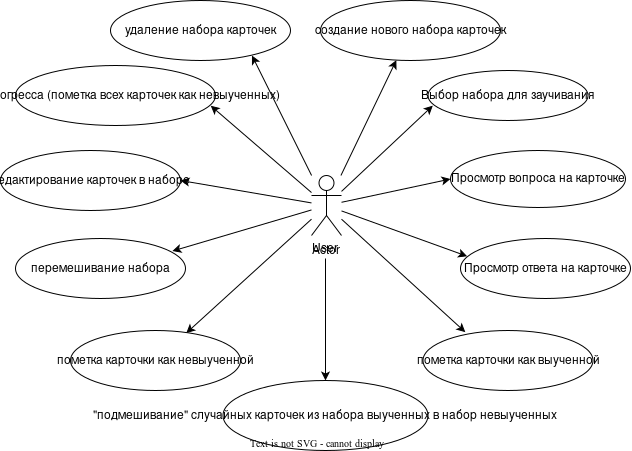 удаление набора карточек
создание нового набора карточек
огресса (пометка всех карточек как невыученных)
Выбор набора для заучивания
едактирование карточек в наборе
Просмотр вопроса на карточке
User
Actor
перемешивание набора
Просмотр ответа на карточке
пометка карточки как невыученной
пометка карточки как выученной
"подмешивание" случайных карточек из набора выученных в набор невыученных
Text is not SVG - cannot display